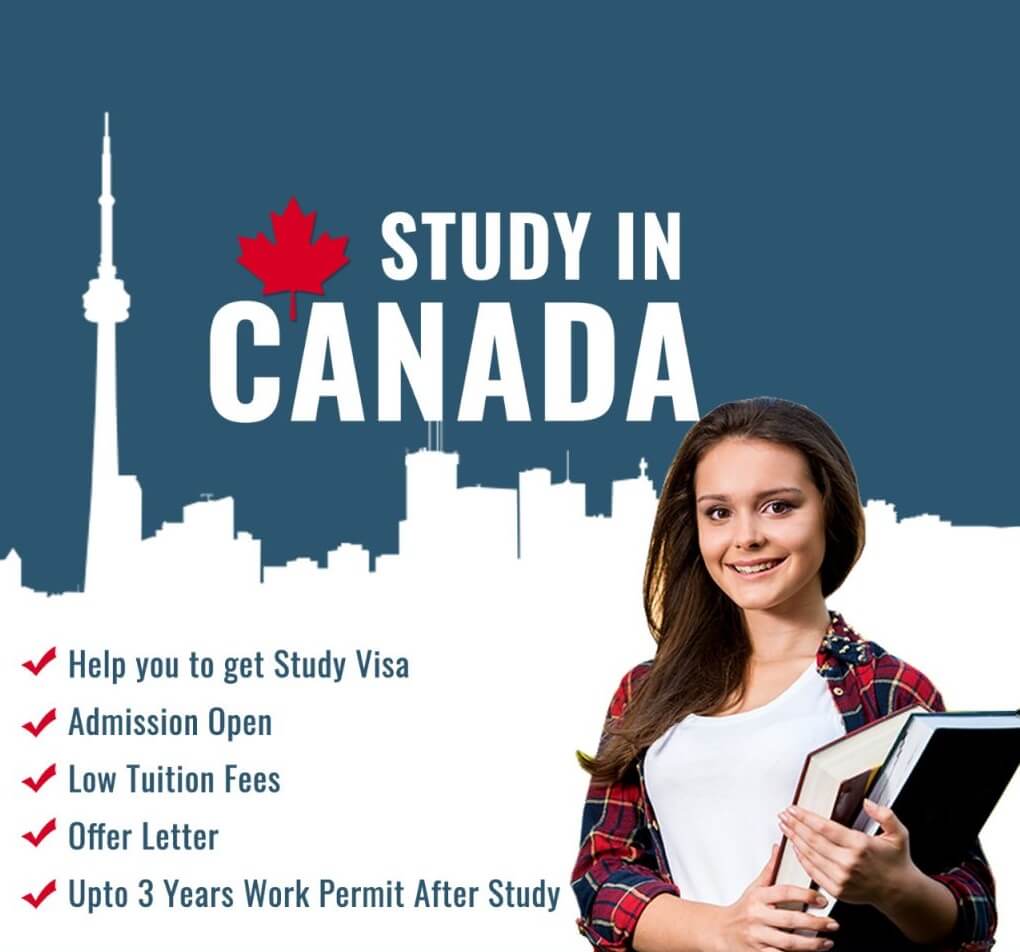 STUDY IN
CANADA
Help you to get Study Visa
Admission Open
Low Tuition Fees
Offer Letter
Upto 3 Years Work Permit After Study